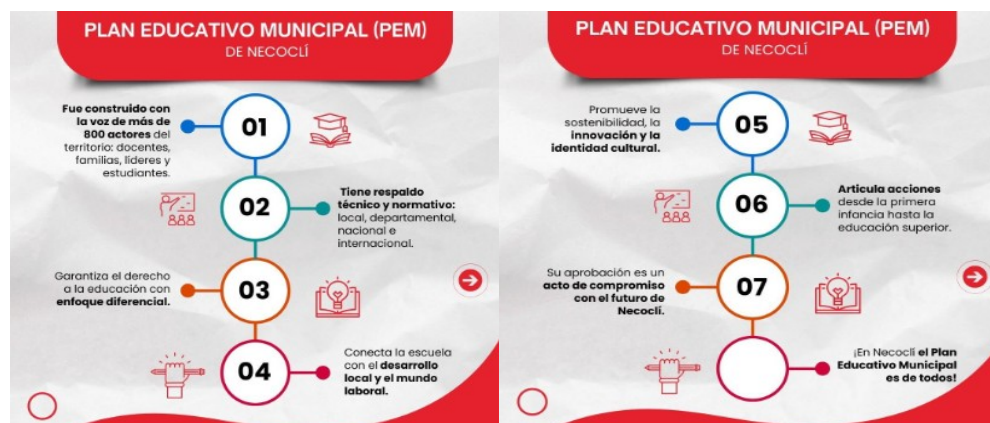 PLAN EDUCATIVO MUNICIPAL (PEM)
DE NECOCLÍ
Fue construido con
la voz de más de
800 actores del
territorio: docentes,
familias, líderes y
estudiantes.
01
02
Tiene respaldo
técnico y normativo:
local, departamental,
nacional e
internacional.
Garantiza el derecho
a la educación con
enfoque diferencial.
03
04
Conecta la escuela
con el desarrollo
local y el mundo
laboral.
PLAN EDUCATIVO MUNICIPAL (PEM)
DE NECOCLÍ
Promueve la
sostenibilidad, la
innovación y la
identidad cultural.
05
06
Articula acciones
desde la primera
infancia hasta la
educación superior.
Su aprobación es un
acto de compromiso
con el futuro de
Necoclí.
07
¡En Necoclí el Plan
Educativo Municipal
es de todos!